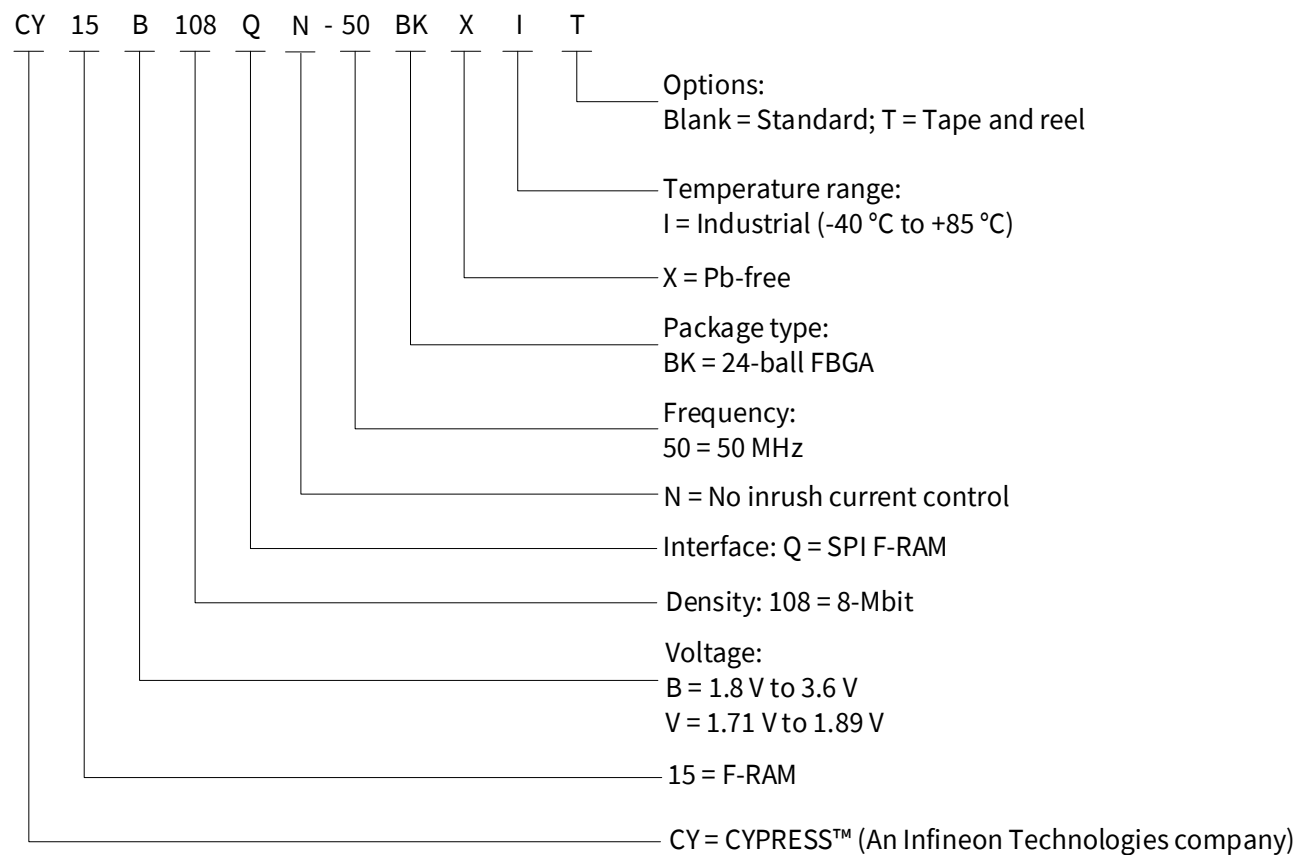 CY 15 B 108 Q N - 50 BK X I T
Options:
Blank = Standard; T = Tape and reel
Temperature range:
I = Industrial (-40 °C to +85 °C)
X = Pb-free
Package type:
BK = 24-ball FBGA
Frequency:
50 = 50 MHz
N = No inrush current control
Interface: Q = SPI F-RAM
Density: 108 = 8-Mbit
Voltage:
B = 1.8 V to 3.6 V
V = 1.71 V to 1.89 V
15 = F-RAM
CY = CYPRESS™ (An Infineon Technologies company)